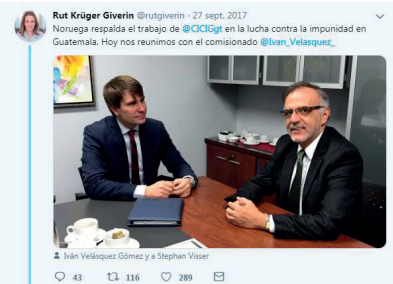 Rut Krüger Giverin @rutgiverin · 27 sept. 2017
Noruega respalda el trabajo de @CICIGgt en la lucha contra la impunidad en
Guatemala. Hoy nos reunimos con el comisionado @Ivan_Velasquez_
Iván Velásquez Gómez y a Stephan Visser
43 116 289